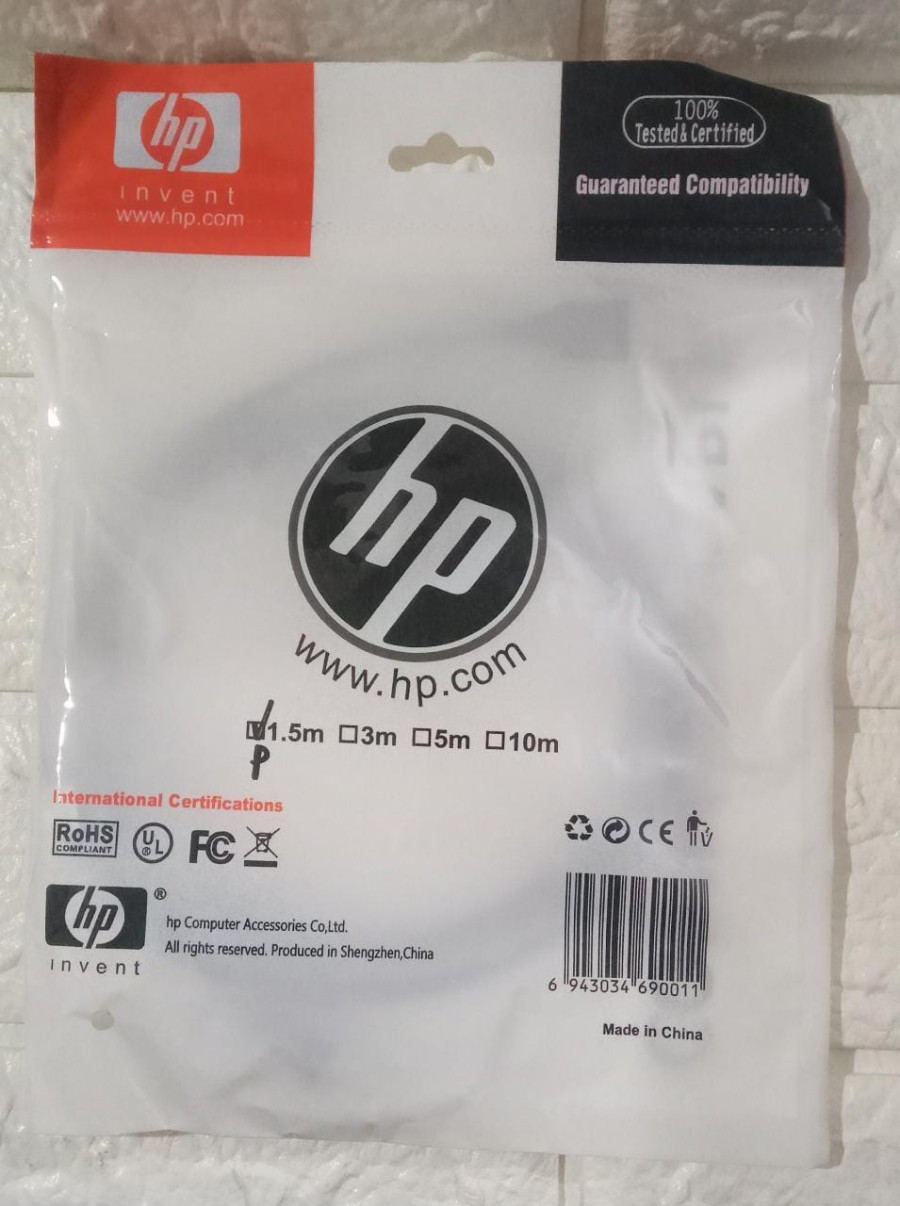 hp
invent
www.hp.com
100%
Tested & Certified
Guaranteed Compatibility
hp
www.hp.com
☑1.5m ☐3m ☐5m ☐10m
P
International Certifications
RoHS
COMPLIANT
UL
®
FC
CE
hp ®
invent
hp Computer Accessories Co,Ltd.
All rights reserved. Produced in Shengzhen,China
6 943034 690011
Made in China